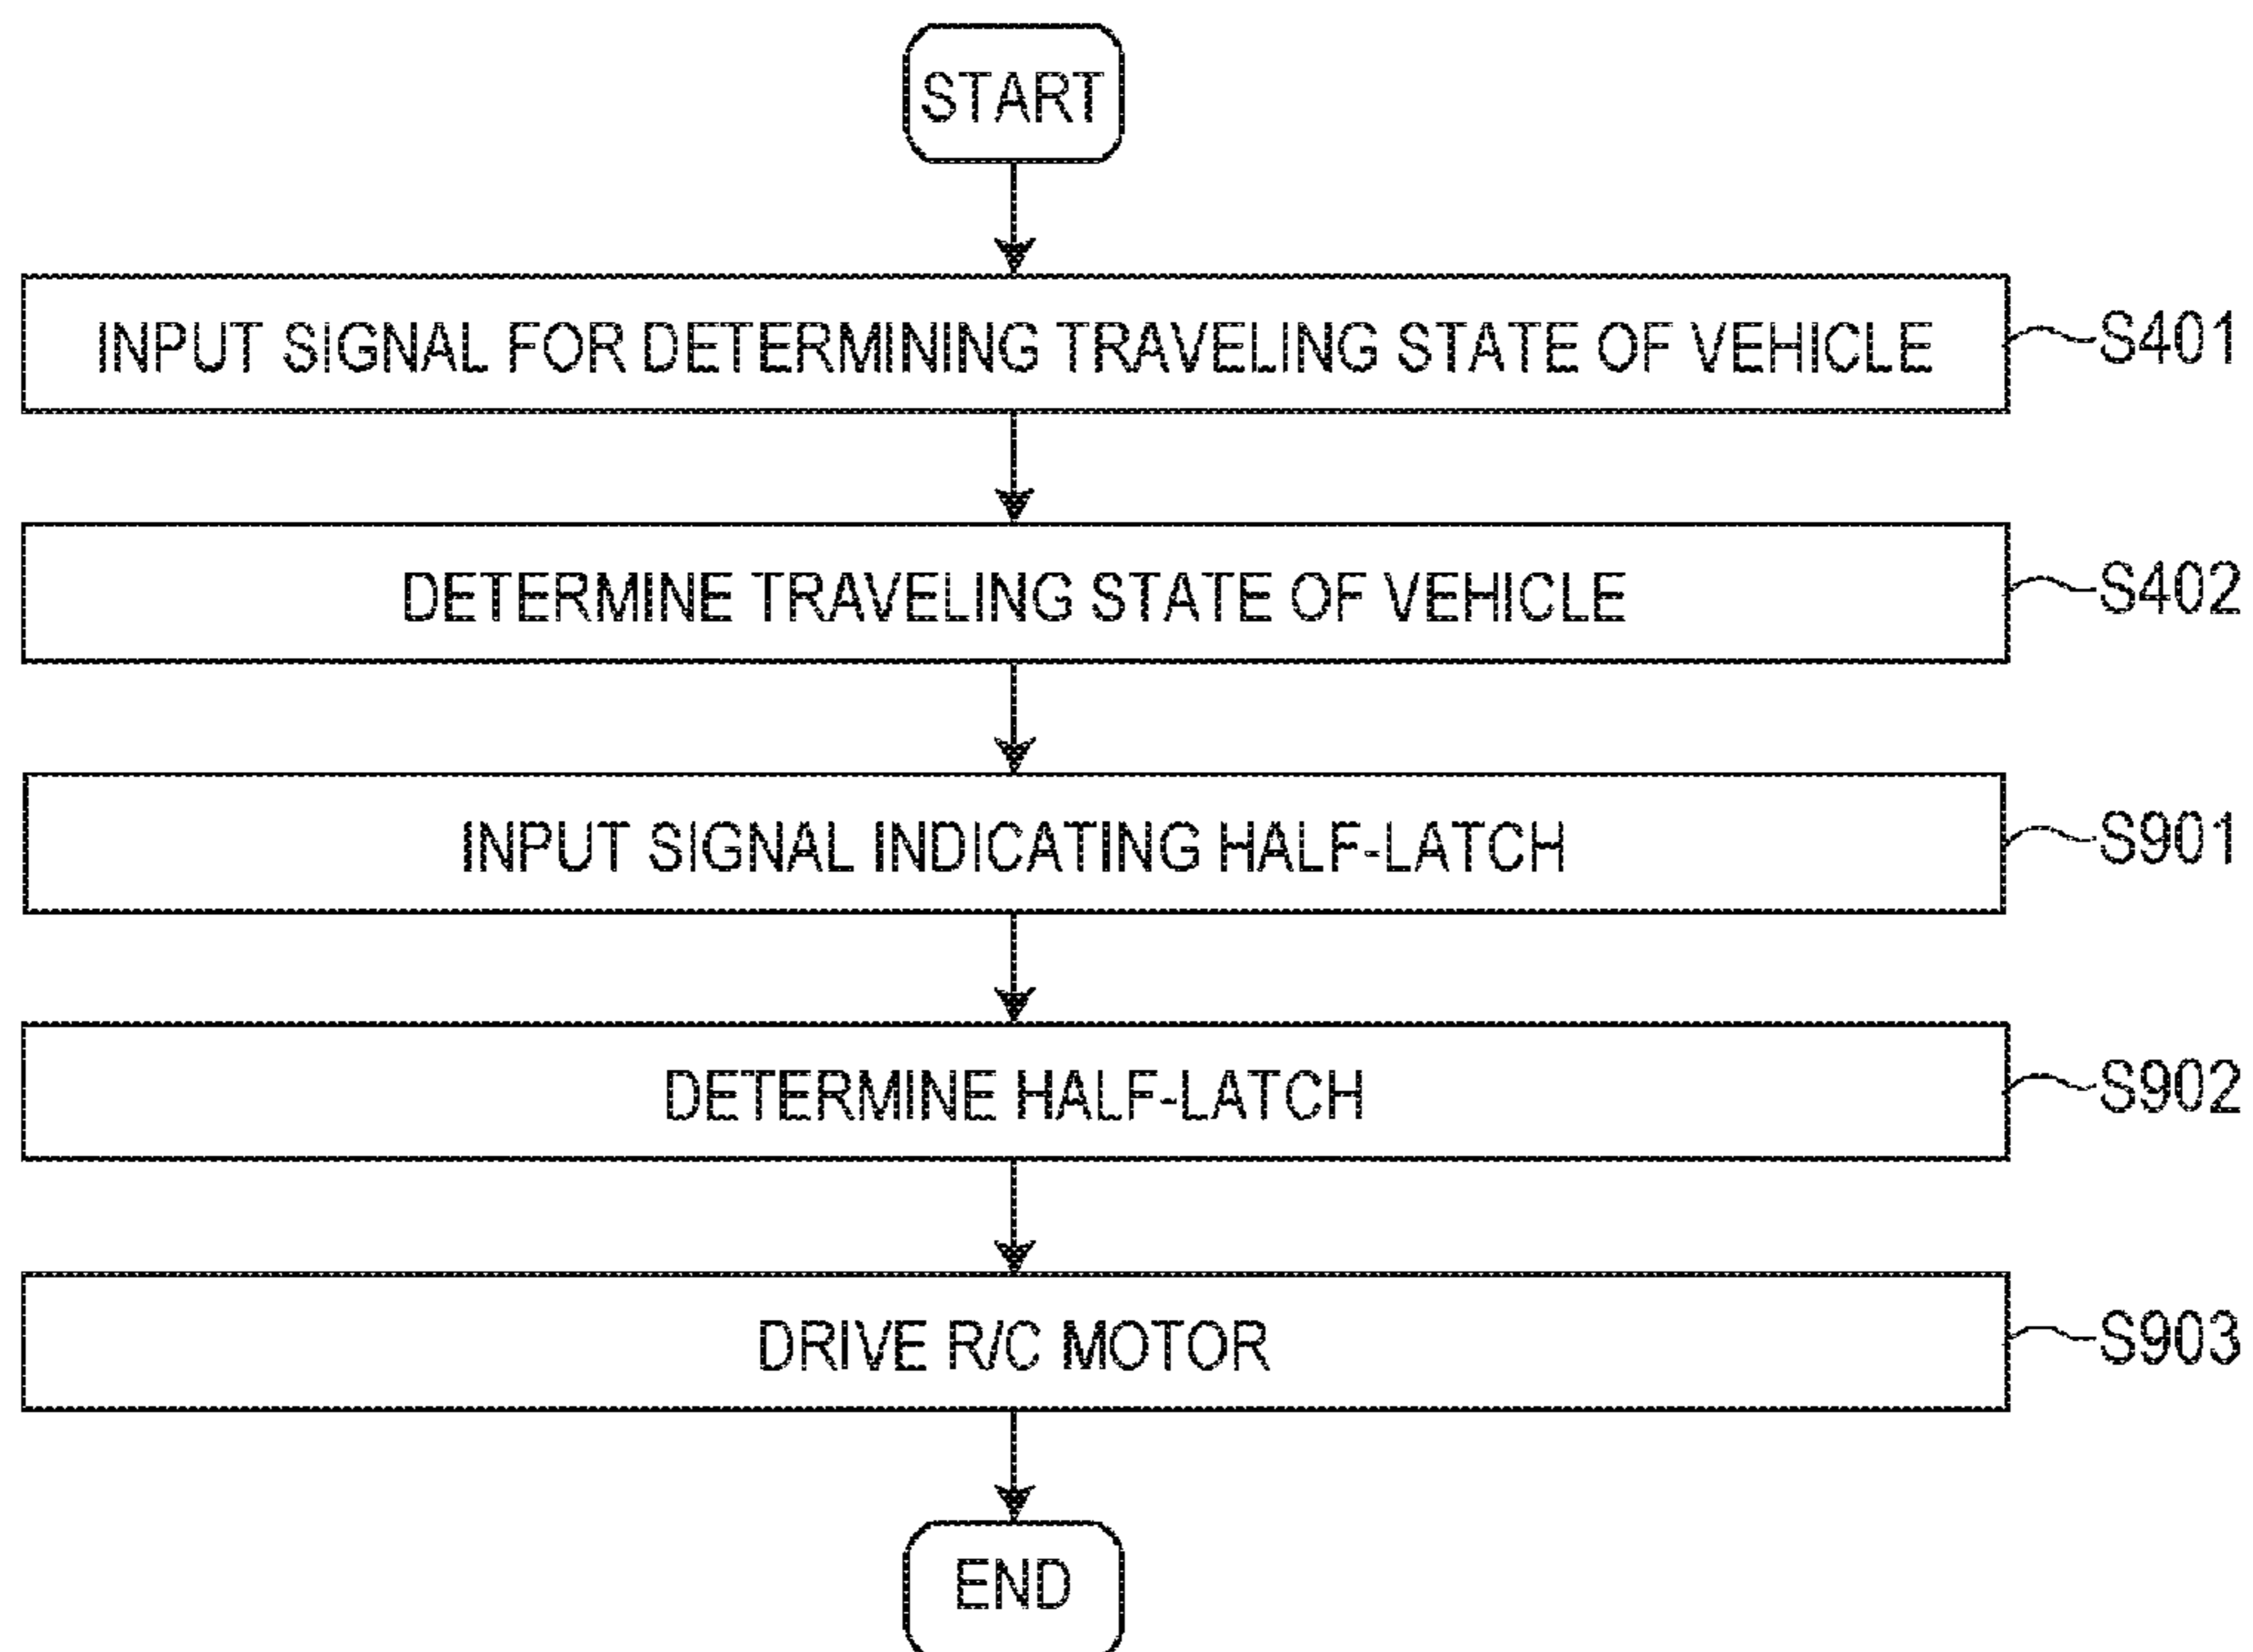 START
INPUT SIGNAL FOR DETERMINING TRAVELING STATE OF VEHICLE
S401
DETERMINE TRAVELING STATE OF VEHICLE
S402
INPUT SIGNAL INDICATING HALF-LATCH
S901
DETERMINE HALF-LATCH
S902
DRIVE R/C MOTOR
S903
END